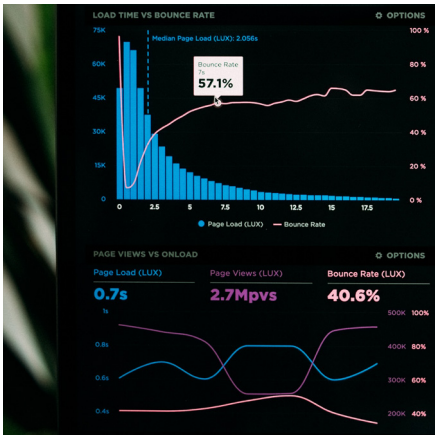 LOAD TIME VS BOUNCE RATE
OPTIONS
75K
100 %
Median Page Load (LUX): 2.056s
60K
80 %
Bounce Rate
7s
57.1%
45K
60 %
30K
40 %
15K
20 %
0
0 %
0 2.5 5 7.5 10 12.5 15 17.5
Page Load (LUX) Bounce Rate
PAGE VIEWS VS ONLOAD
OPTIONS
Page Load (LUX) Page Views (LUX) Bounce Rate (LUX)
0.7s 2.7Mpvs 40.6%
1s 500K 100%
0.8s 400K 80%
0.6s 300K 60%
0.4s 200K 40%